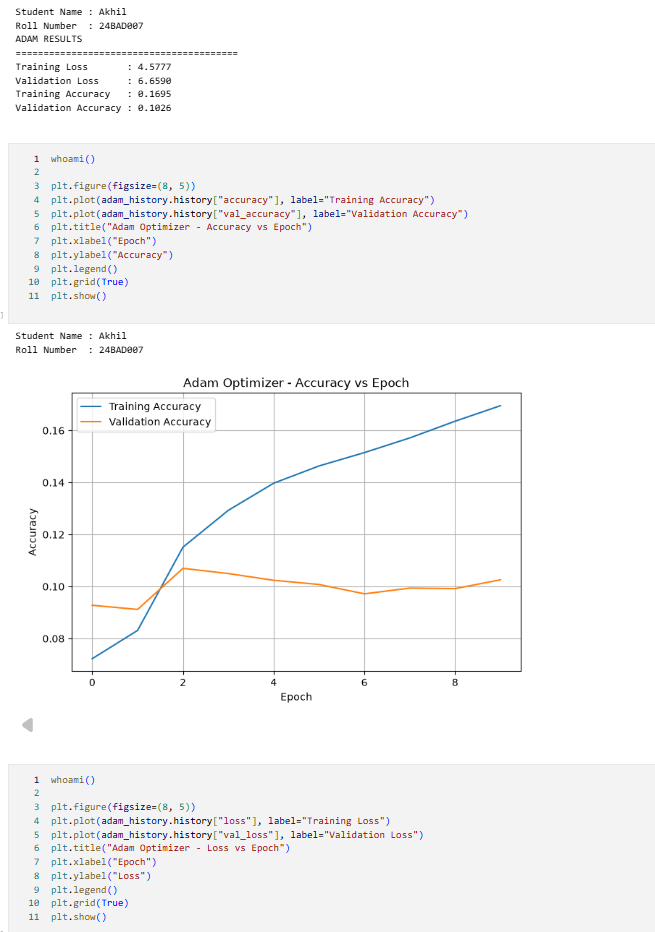 Student Name : Akhil
Roll Number  : 24BAD007
ADAM RESULTS
========================================
Training Loss       : 4.5777
Validation Loss     : 6.6590
Training Accuracy   : 0.1695
Validation Accuracy : 0.1026
1 whoami()
2
3 plt.figure(figsize=(8, 5))
4 plt.plot(adam_history.history["accuracy"], label="Training Accuracy")
5 plt.plot(adam_history.history["val_accuracy"], label="Validation Accuracy")
6 plt.title("Adam Optimizer - Accuracy vs Epoch")
7 plt.xlabel("Epoch")
8 plt.ylabel("Accuracy")
9 plt.legend()
10 plt.grid(True)
11 plt.show()
]
Student Name : Akhil
Roll Number  : 24BAD007
Adam Optimizer - Accuracy vs Epoch
Training Accuracy
Validation Accuracy
0.16
0.14
0.12
0.10
0.08
Accuracy
0 2 4 6 8
Epoch
1 whoami()
2
3 plt.figure(figsize=(8, 5))
4 plt.plot(adam_history.history["loss"], label="Training Loss")
5 plt.plot(adam_history.history["val_loss"], label="Validation Loss")
6 plt.title("Adam Optimizer - Loss vs Epoch")
7 plt.xlabel("Epoch")
8 plt.ylabel("Loss")
9 plt.legend()
10 plt.grid(True)
11 plt.show()